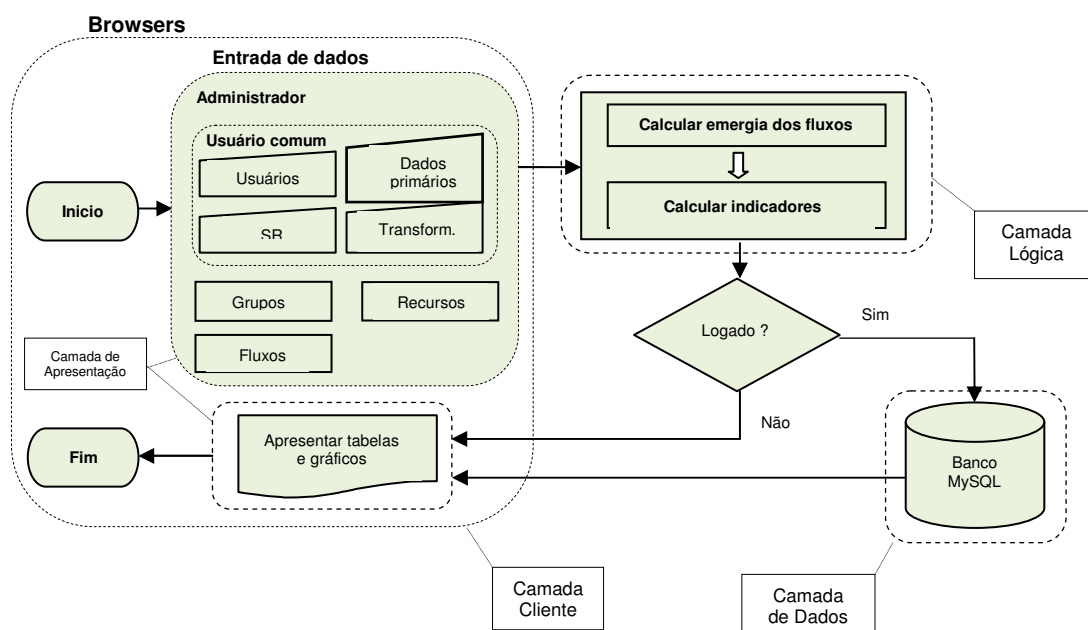 Browsers
Entrada de dados
Administrador
Usuário comum
Usuários
Dados
primários
SR
Transform.
Grupos
Recursos
Fluxos
Inicio
Calcular emergia dos fluxos
Calcular indicadores
Camada
Lógica
Logado ?
Sim
Não
Camada de
Apresentação
Apresentar tabelas
e gráficos
Fim
Banco
MySQL
Camada
Cliente
Camada
de Dados